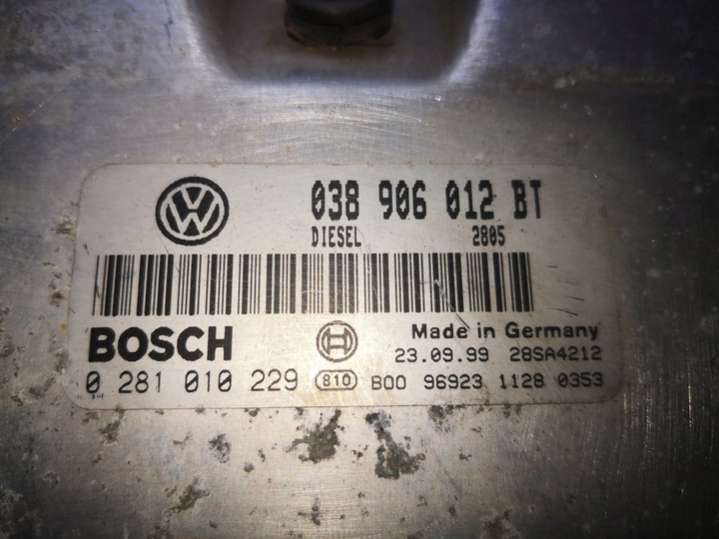 VW
038 906 012 BT
DIESEL 2805
BOSCH
Made in Germany
23.09.99 28SA4212
0 281 010 229 810 B00 96923 1128 0353